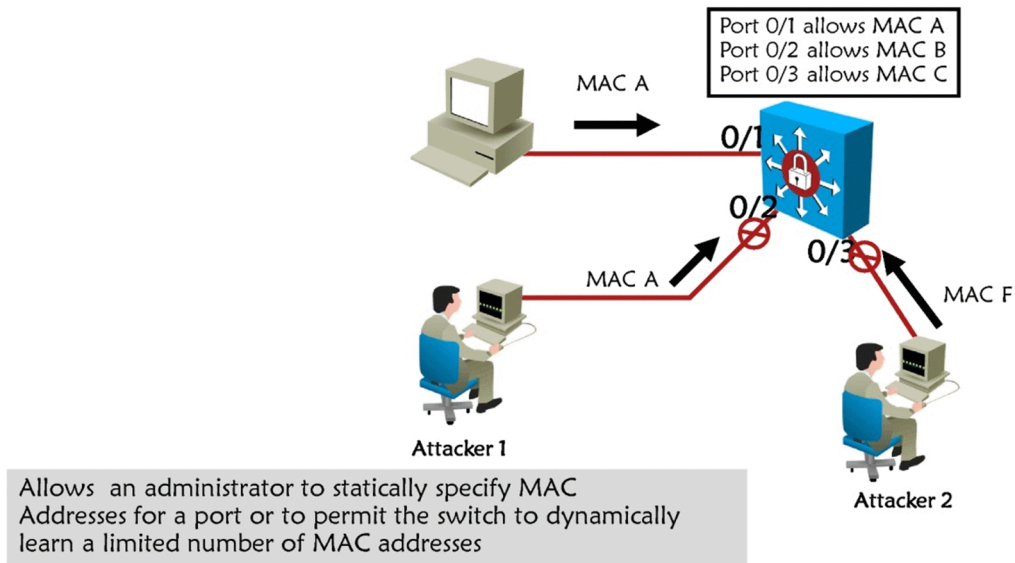 Port 0/1 allows MAC A
Port 0/2 allows MAC B
Port 0/3 allows MAC C
MAC A
0/1
0/2
0/3
MAC A
MAC F
Attacker 1
Attacker 2
Allows an administrator to statically specify MAC
Addresses for a port or to permit the switch to dynamically
learn a limited number of MAC addresses